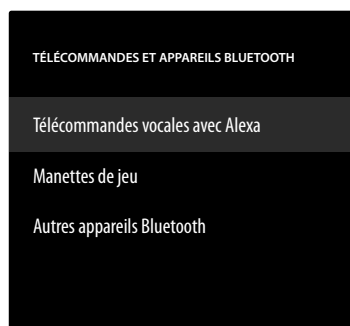 TÉLÉCOMMANDES ET APPAREILS BLUETOOTH
Télécommandes vocales avec Alexa
Manettes de jeu
Autres appareils Bluetooth